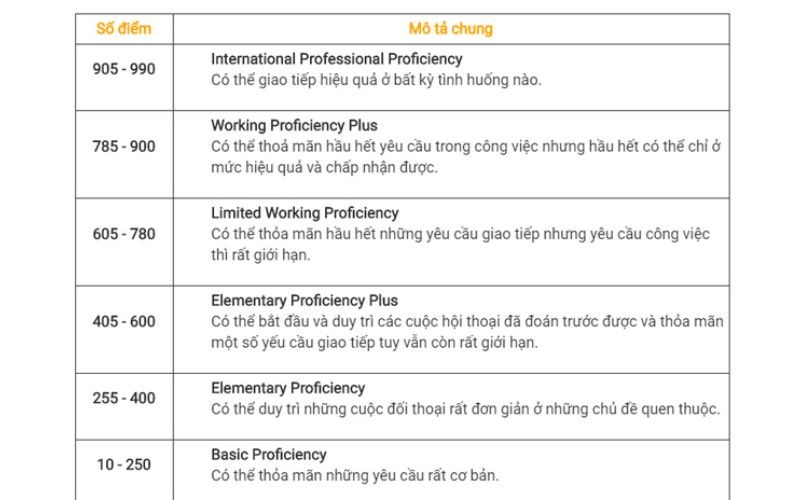 Số điểm
Mô tả chung
905 - 990
International Professional Proficiency
Có thể giao tiếp hiệu quả ở bất kỳ tình huống nào.
785 - 900
Working Proficiency Plus
Có thể thoả mãn hầu hết yêu cầu trong công việc nhưng hầu hết có thể chỉ ở
mức hiệu quả và chấp nhận được.
605 - 780
Limited Working Proficiency
Có thể thỏa mãn hầu hết những yêu cầu giao tiếp nhưng yêu cầu công việc
thì rất giới hạn.
405 - 600
Elementary Proficiency Plus
Có thể bắt đầu và duy trì các cuộc hội thoại đã đoán trước được và thỏa mãn
một số yếu cầu giao tiếp tuy vẫn còn rất giới hạn.
255 - 400
Elementary Proficiency
Có thể duy trì những cuộc đối thoại rất đơn giản ở những chủ đề quen thuộc.
10 - 250
Basic Proficiency
Có thể thỏa mãn những yêu cầu rất cơ bản.